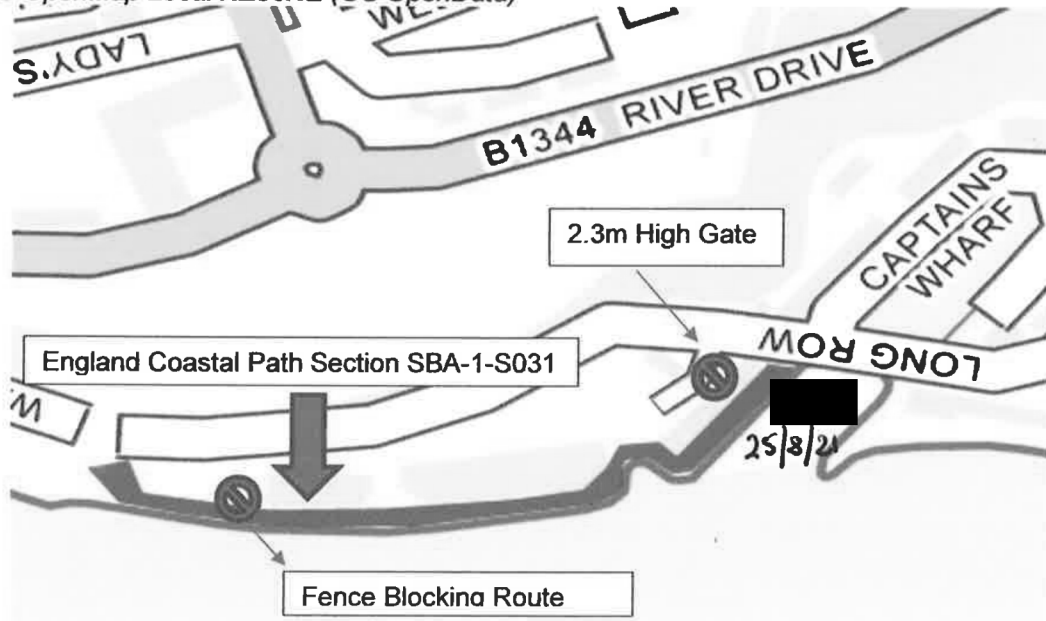 LADY'S
B1344 RIVER DRIVE
CAPTAINS
WHARF
2.3m High Gate
LONG ROW
England Coastal Path Section SBA-1-S031
W
25/8/21
Fence Blocking Route